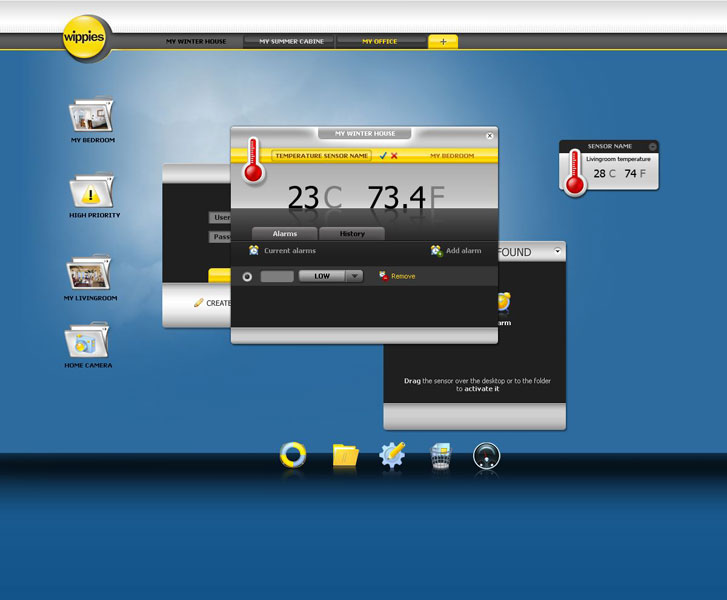 wippies
MY WINTER HOUSE
MY SUMMER CABINE
MY OFFICE
+
MY BEDROOM
HIGH PRIORITY
MY LIVINGROOM
HOME CAMERA
MY WINTER HOUSE
TEMPERATURE SENSOR NAME
MY BEDROOM
23 C 73.4 F
Alarms
History
Current alarms
Add alarm
LOW
Remove
SENSOR NAME
Livingroom temperature
28 C 74 F
User
Pass
CREATE
FOUND
Drag the sensor over the desktop or to the folder
to activate it